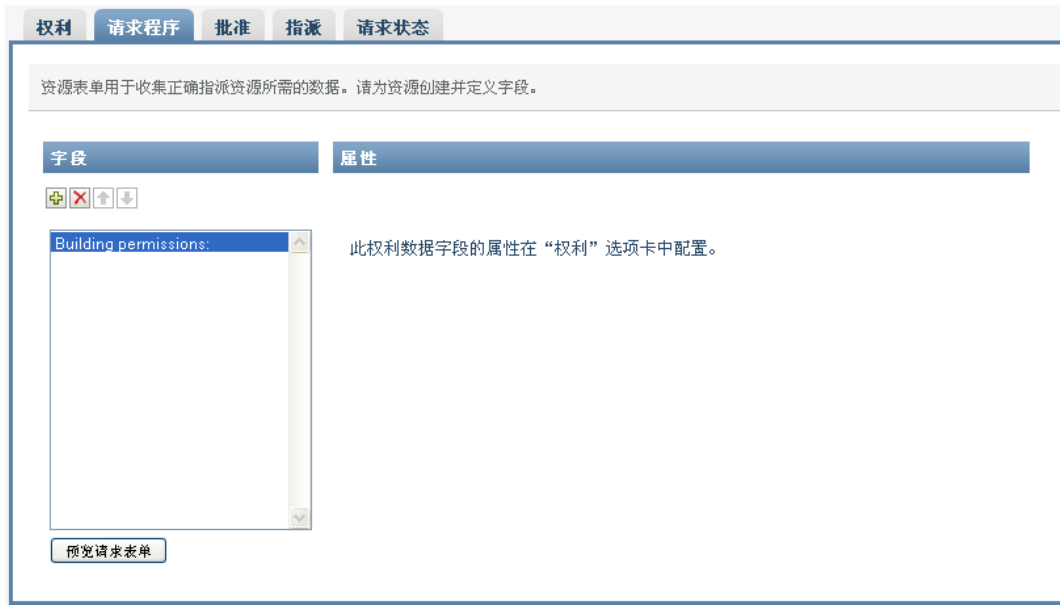 权利 请求程序 批准 指派 请求状态
资源表单用于收集正确指派资源所需的数据。请为资源创建并定义字段。
字段 属性
Building permissions:
此权利数据字段的属性在“权利”选项卡中配置。
预览请求表单